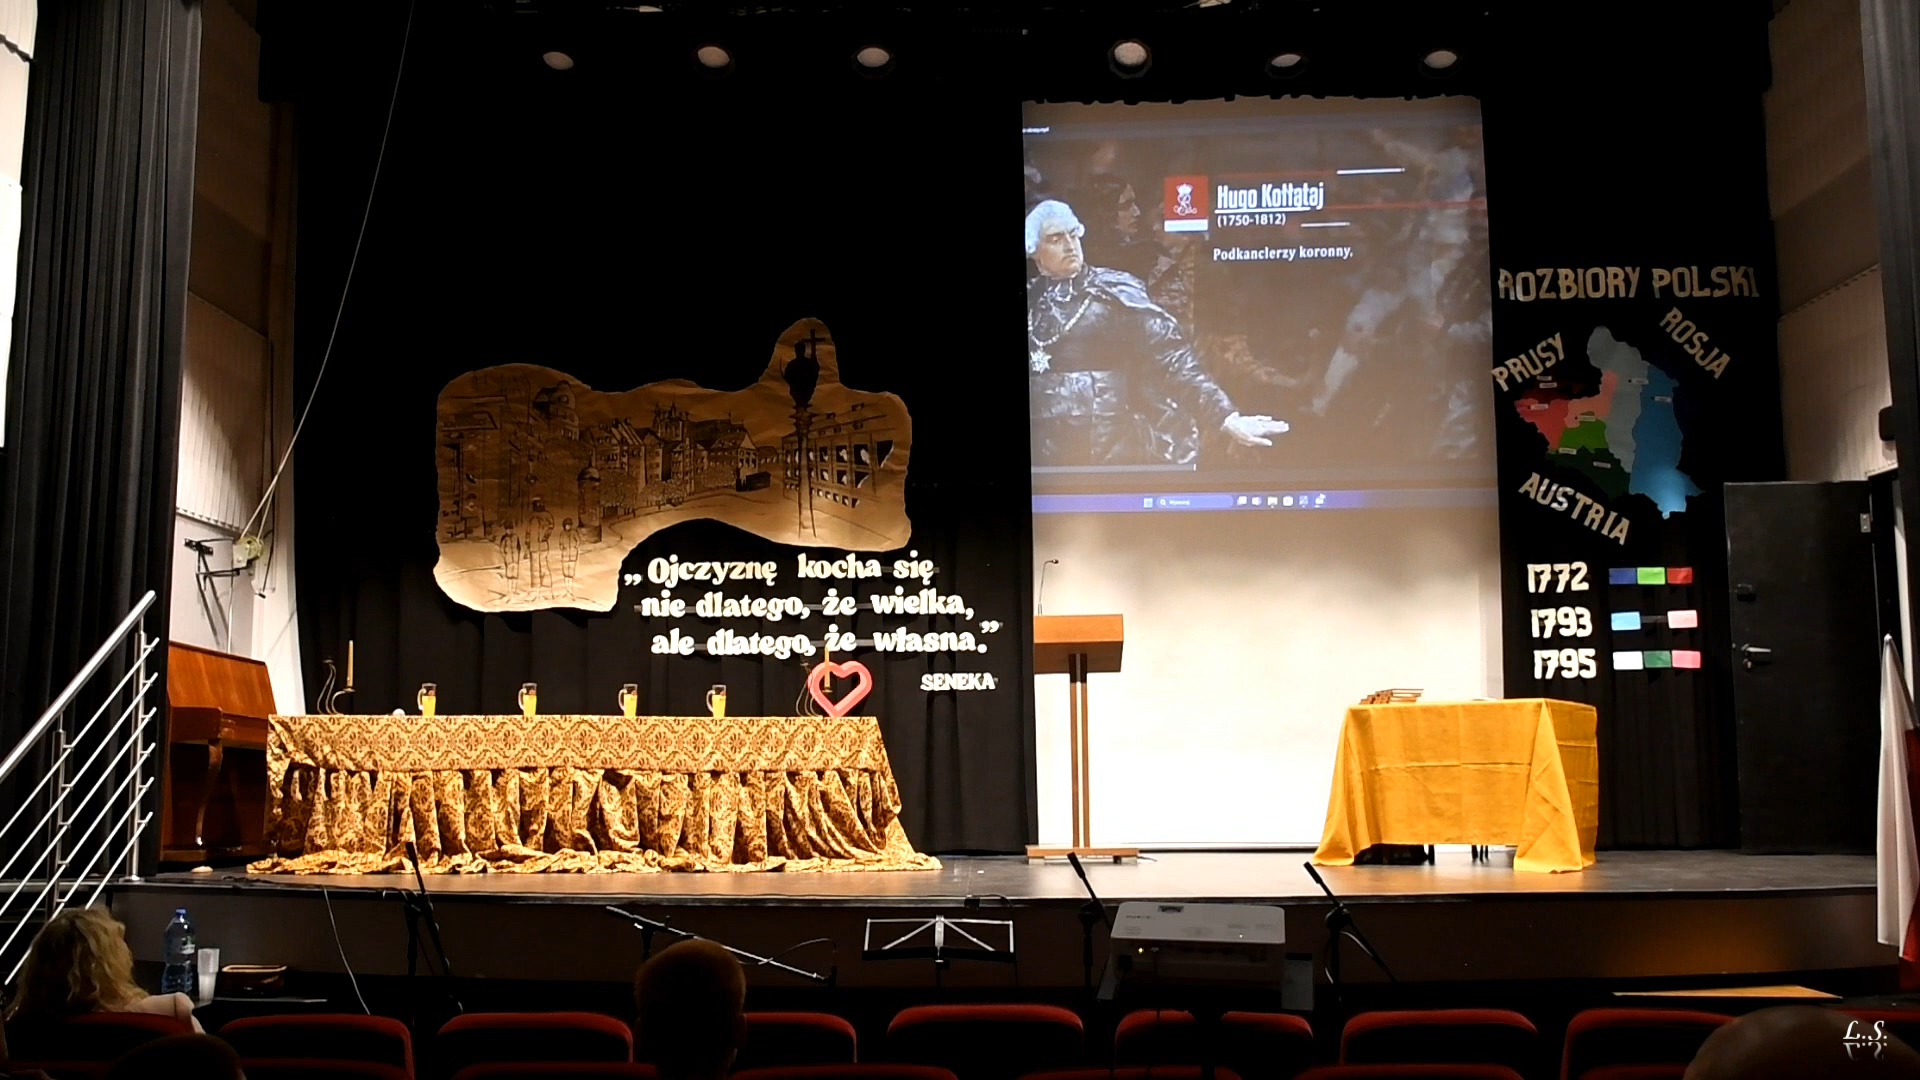 „Ojczyznę kocha się
nie dlatego, że wielka,
ale dlatego, że własna.”
SENEKA
Hugo Kołłątaj
(1750-1812)
Podkanclerzy koronny.
ROZBIORY POLSKI
PRUSY
ROSJA
AUSTRIA
1772
1793
1795
L.S.